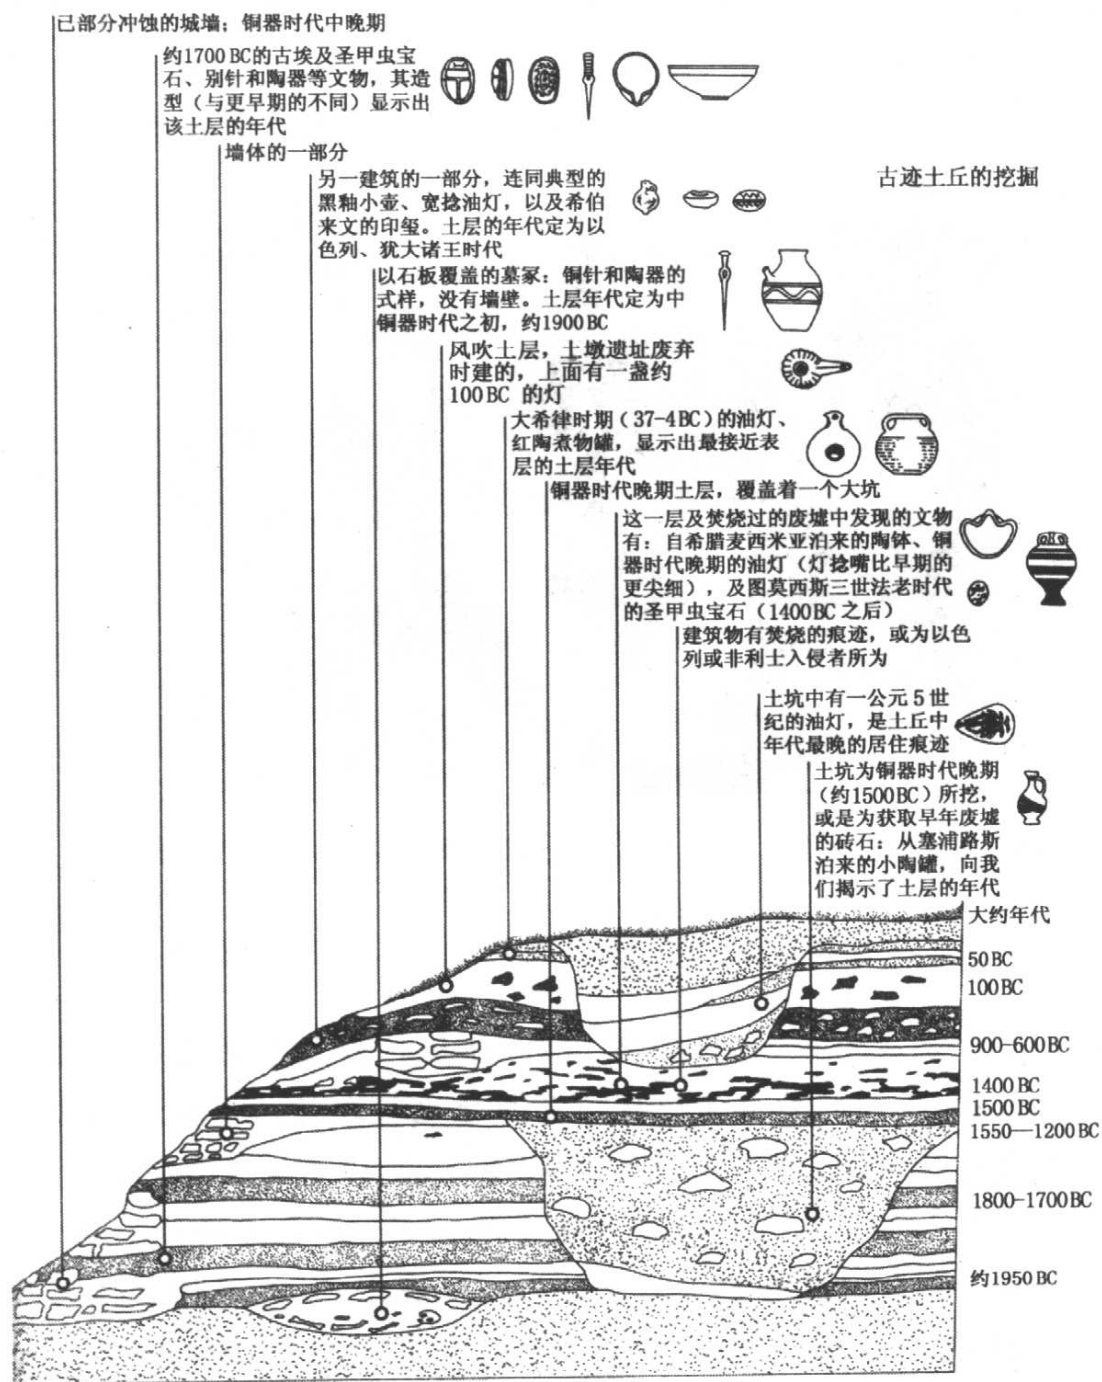 已部分冲蚀的城墙；铜器时代中晚期
约1700BC的古埃及圣甲虫宝
石、别针和陶器等文物，其造
型（与更早期的不同）显示出
该土层的年代
墙体的一部分
另一建筑的一部分，连同典型的
黑釉小壶、宽捻油灯，以及希伯
来文的印玺。土层的年代定为以
色列、犹大诸王时代
古迹土丘的挖掘
以石板覆盖的墓冢：铜针和陶器的
式样，没有墙壁。土层年代定为中
铜器时代之初，约1900BC
风吹土层，土墩遗址废弃
时建的，上面有一盏约
100BC 的灯
大希律时期（37-4BC）的油灯、
红陶煮物罐，显示出最接近表
层的土层年代
铜器时代晚期土层，覆盖着一个大坑
这一层及焚烧过的废墟中发现的文物
有：自希腊麦西米亚泊来的陶钵、铜
器时代晚期的油灯（灯捻嘴比早期的
更尖细），及图莫西斯三世法老时代
的圣甲虫宝石（1400BC之后）
建筑物有焚烧的痕迹，或为以色
列或非利士入侵者所为
土坑中有一公元5世
纪的油灯，是土丘中
年代最晚的居住痕迹
土坑为铜器时代晚期
（约1500BC）所挖，
或是为获取早年废墟
的砖石：从塞浦路斯
泊来的小陶罐，向我
们揭示了土层的年代
大约年代
50BC
100BC
900-600BC
1400BC
1500BC
1550—1200BC
1800-1700BC
约1950BC